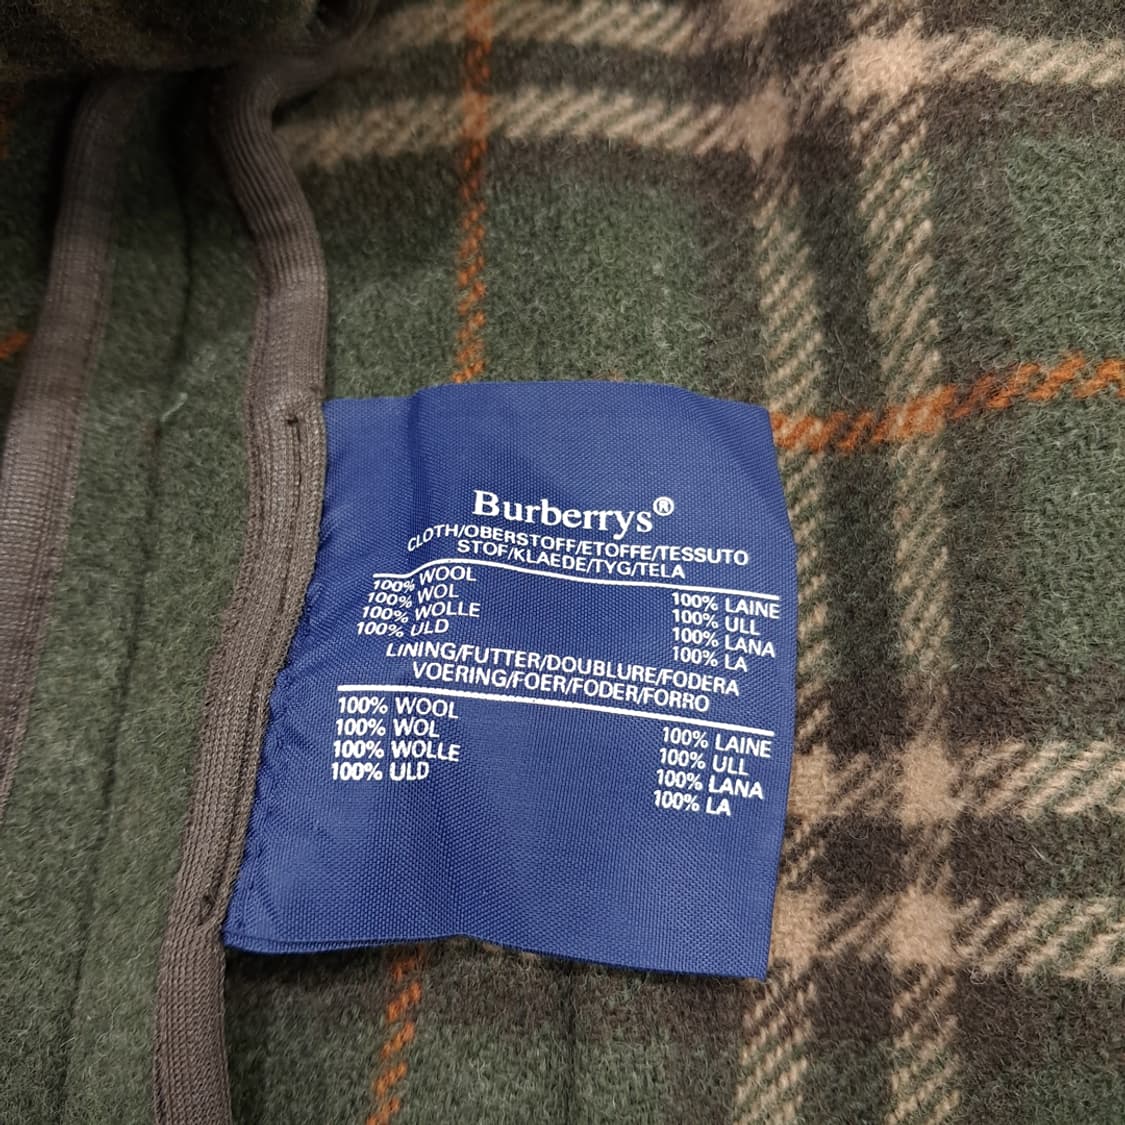 Burberrys®
CLOTH/OBERSTOFF/ETOFFE/TESSUTO
STOF/KLAEDE/TYG/TELA
100% WOOL 100% LAINE
100% WOL 100% ULL
100% WOLLE 100% LANA
100% ULD 100% LA
LINING/FUTTER/DOUBLURE/FODERA
VOERING/FOER/FODER/FORRO
100% WOOL 100% LAINE
100% WOL 100% ULL
100% WOLLE 100% LANA
100% ULD 100% LA